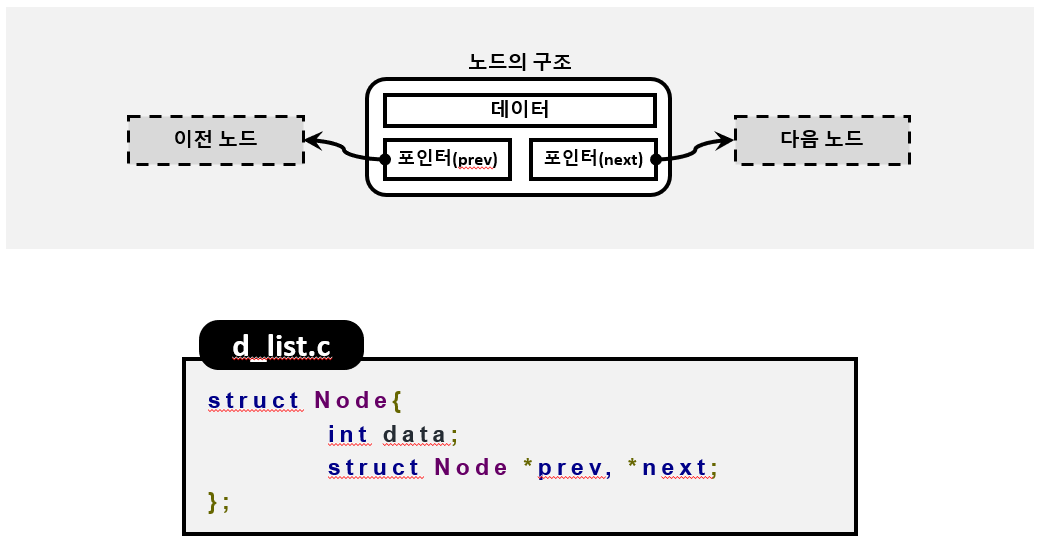 노드의 구조
데이터
이전 노드
포인터(prev)
포인터(next)
다음 노드
d_list.c
struct Node{
int data;
struct Node *prev, *next;
};